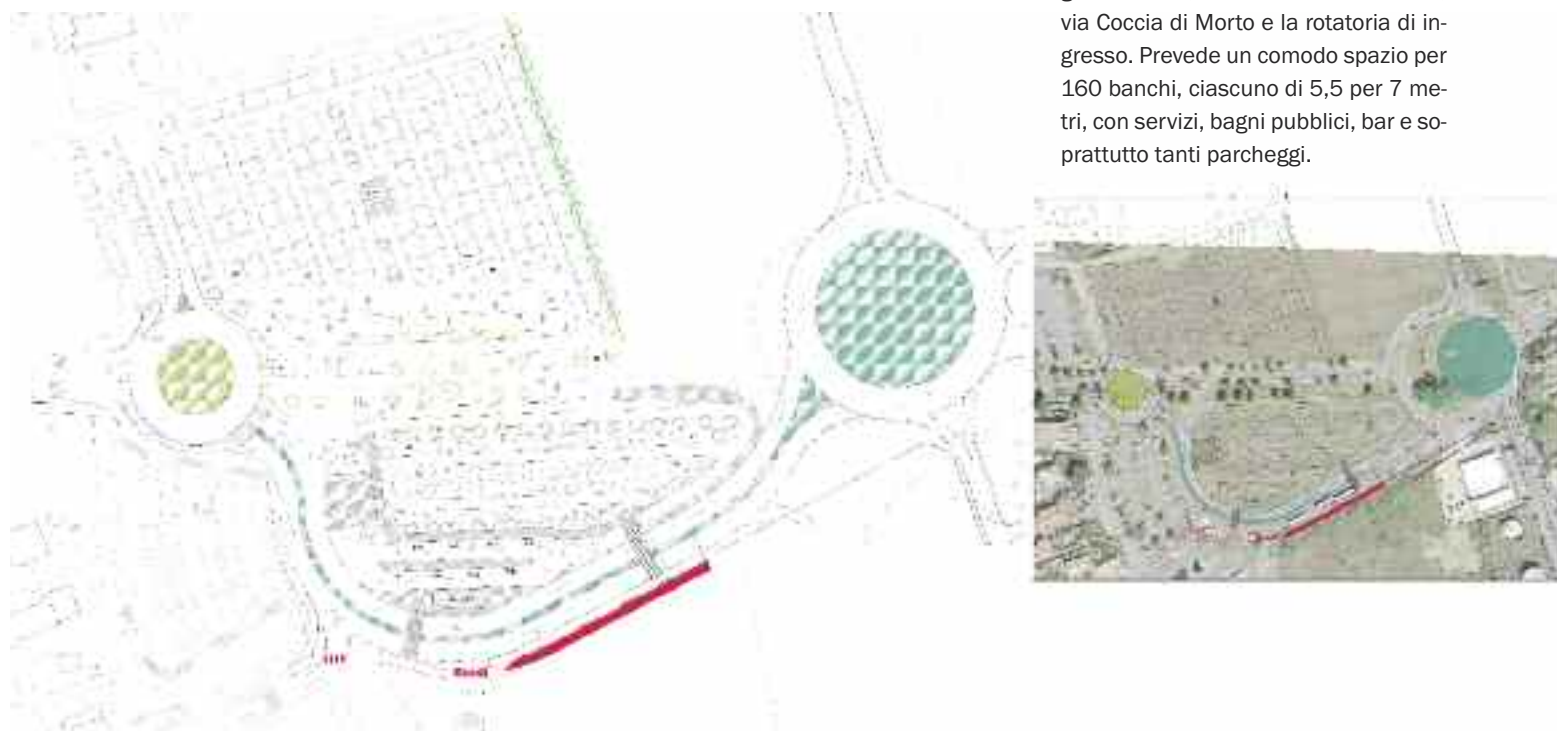 via Coccia di Morto e la rotatoria di in-
gresso. Prevede un comodo spazio per
160 banchi, ciascuno di 5,5 per 7 me-
tri, con servizi, bagni pubblici, bar e so-
prattutto tanti parcheggi.